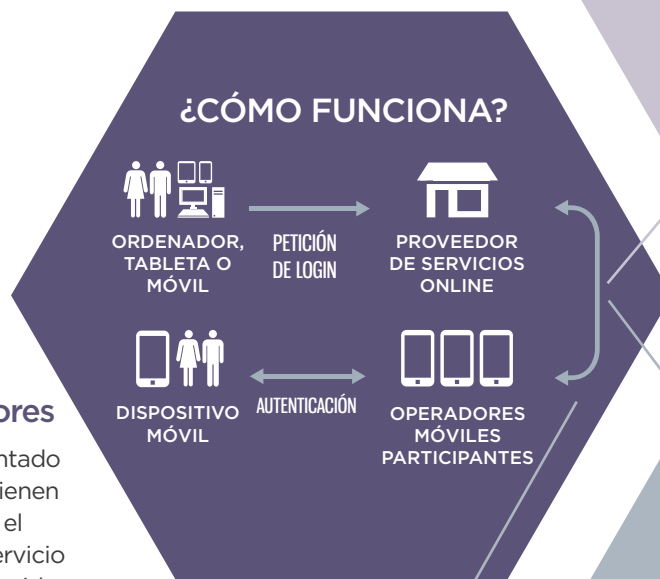 ¿CÓMO FUNCIONA?
ORDENADOR,
TABLETA O
MÓVIL
PETICIÓN
DE LOGIN
PROVEEDOR
DE SERVICIOS
ONLINE
DISPOSITIVO
MÓVIL
AUTENTICACIÓN
OPERADORES
MÓVILES
PARTICIPANTES
ores
ntado
ienen
el
ervicio